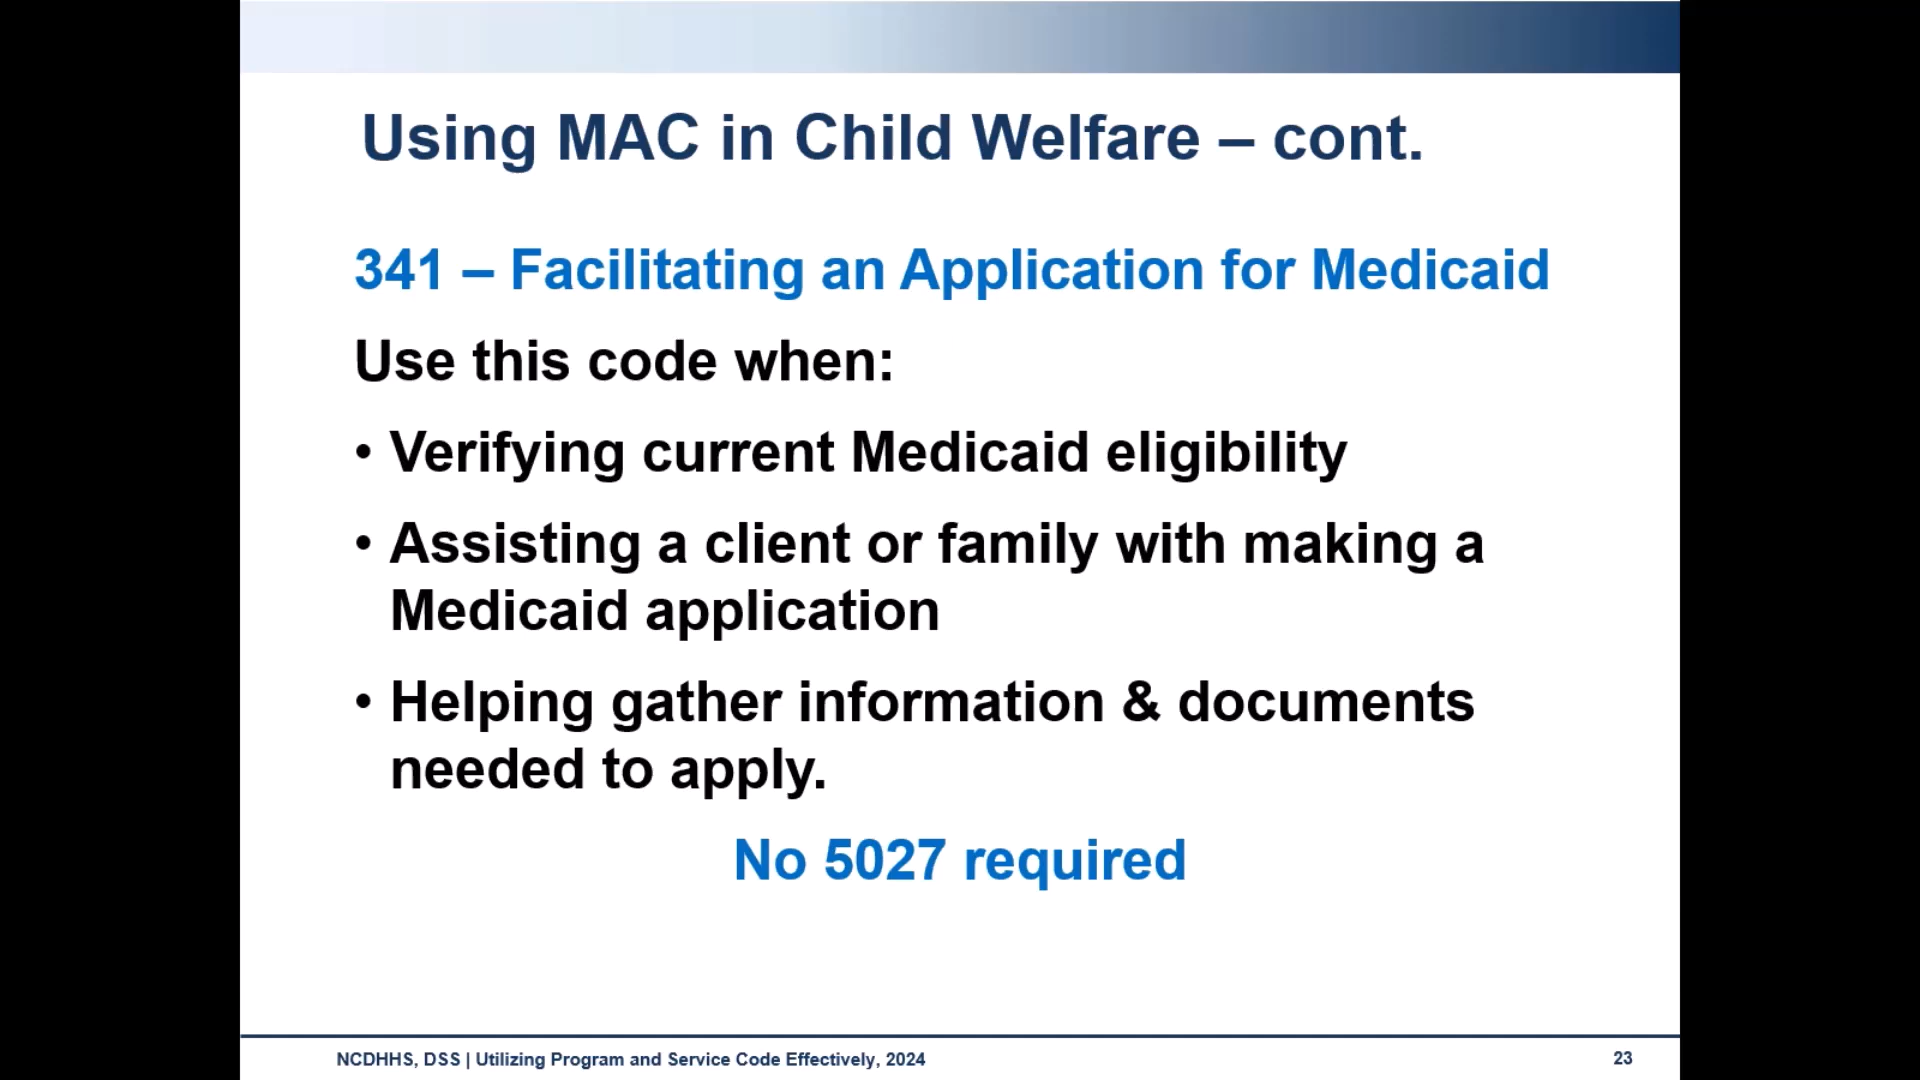 Using MAC in Child Welfare – cont.
341 – Facilitating an Application for Medicaid
Use this code when:
• Verifying current Medicaid eligibility
• Assisting a client or family with making a
Medicaid application
• Helping gather information & documents
needed to apply.
No 5027 required
NCDHHS, DSS | Utilizing Program and Service Code Effectively, 2024
23